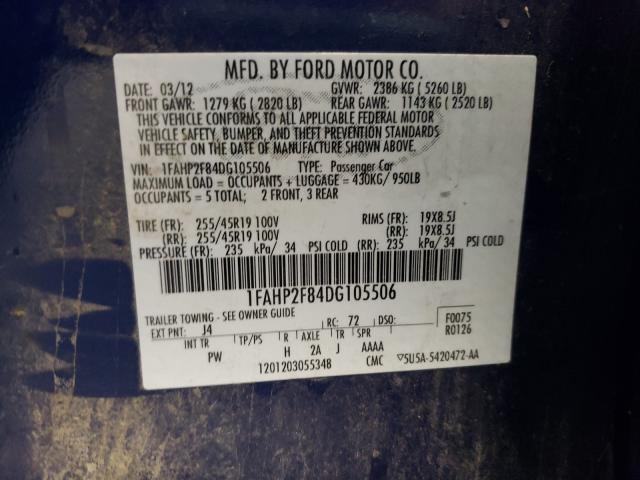 MFD. BY FORD MOTOR CO.
DATE: 03/12 GVWR: 2386 KG ( 5260 LB)
FRONT GAWR: 1279 KG ( 2820 LB) REAR GAWR: 1143 KG ( 2520 LB)
THIS VEHICLE CONFORMS TO ALL APPLICABLE FEDERAL MOTOR
VEHICLE SAFETY, BUMPER, AND THEFT PREVENTION STANDARDS
IN EFFECT ON THE DATE OF MANUFACTURE SHOWN ABOVE.
VIN: 1FAHP2F84DG105506 TYPE: Passenger Car
MAXIMUM LOAD = OCCUPANTS + LUGGAGE = 430KG/ 950LB
OCCUPANTS = 5 TOTAL; 2 FRONT, 3 REAR
TIRE (FR): 255/45R19 100V RIMS (FR): 19X8.5J
(RR): 255/45R19 100V (RR): 19X8.5J
PRESSURE (FR): 235 kPa/ 34 PSI COLD (RR): 235 kPa/ 34 PSI COLD
1FAHP2F84DG105506
TRAILER TOWING - SEE OWNER GUIDE F0075
EXT PNT: J4 RC: 72 DSO: R0126
INT TR TP/PS R AXLE TR SPR
PW H 2A J AAAA
1201203055348 CMC ▽5U5A-5420472-AA